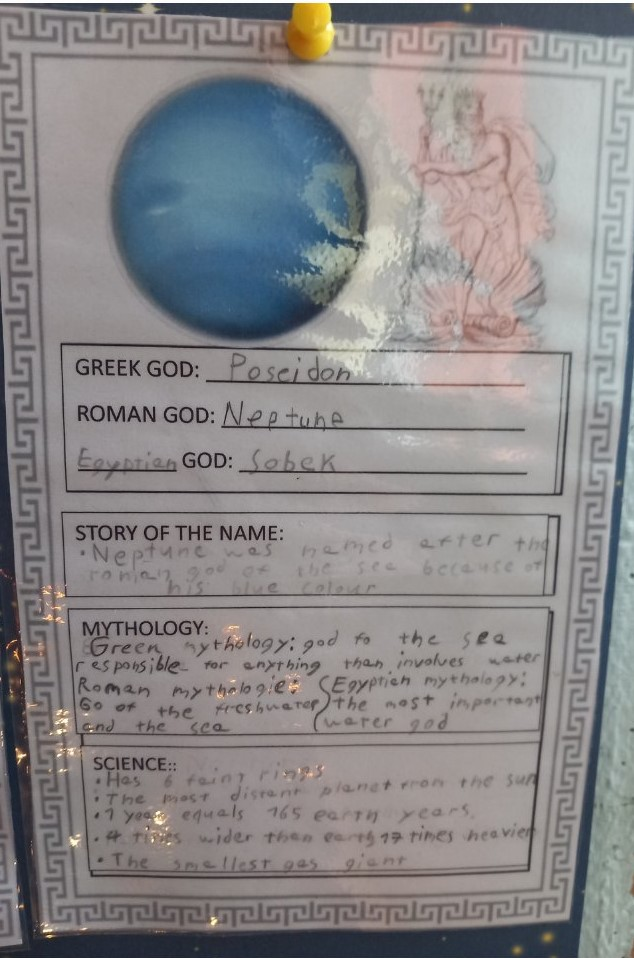 GREEK GOD: Poseidon
ROMAN GOD: Neptune
Egyptian GOD: Sobek
STORY OF THE NAME:
• Neptune was named after the
roman god of the sea because of
his blue colour
MYTHOLOGY:
Green mythology: god fo the sea
responsible for anything than involves water
Roman mythologies
Go of the freshwater
and the sea
Egyptian mythology:
the most important
water god
SCIENCE::
• Has 6 faint rings
• The most distant planet from the sun
• 1 year equals 165 earth years.
• 4 times wider than earth 17 times heavier
• The smallest gas giant